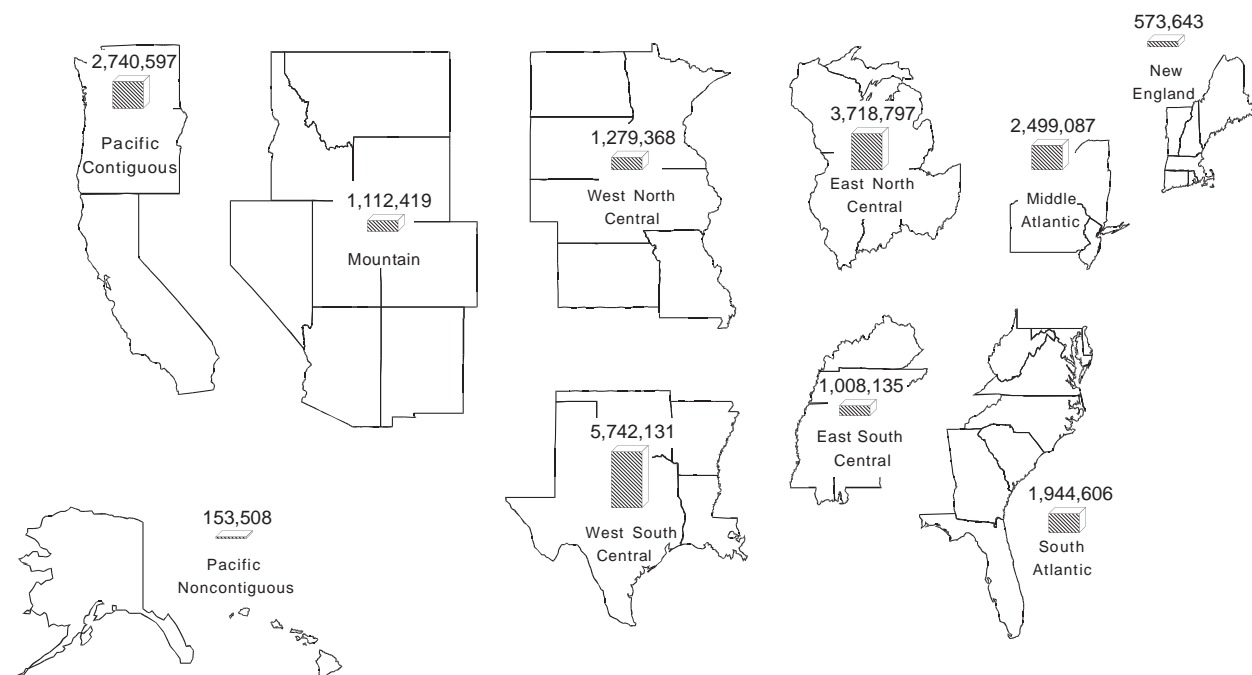 573,643
New
England
2,740,597
Pacific
Contiguous
1,112,419
Mountain
1,279,368
West North
Central
3,718,797
East North
Central
2,499,087
Middle
Atlantic
5,742,131
West South
Central
1,008,135
East South
Central
1,944,606
South
Atlantic
153,508
Pacific
Noncontiguous